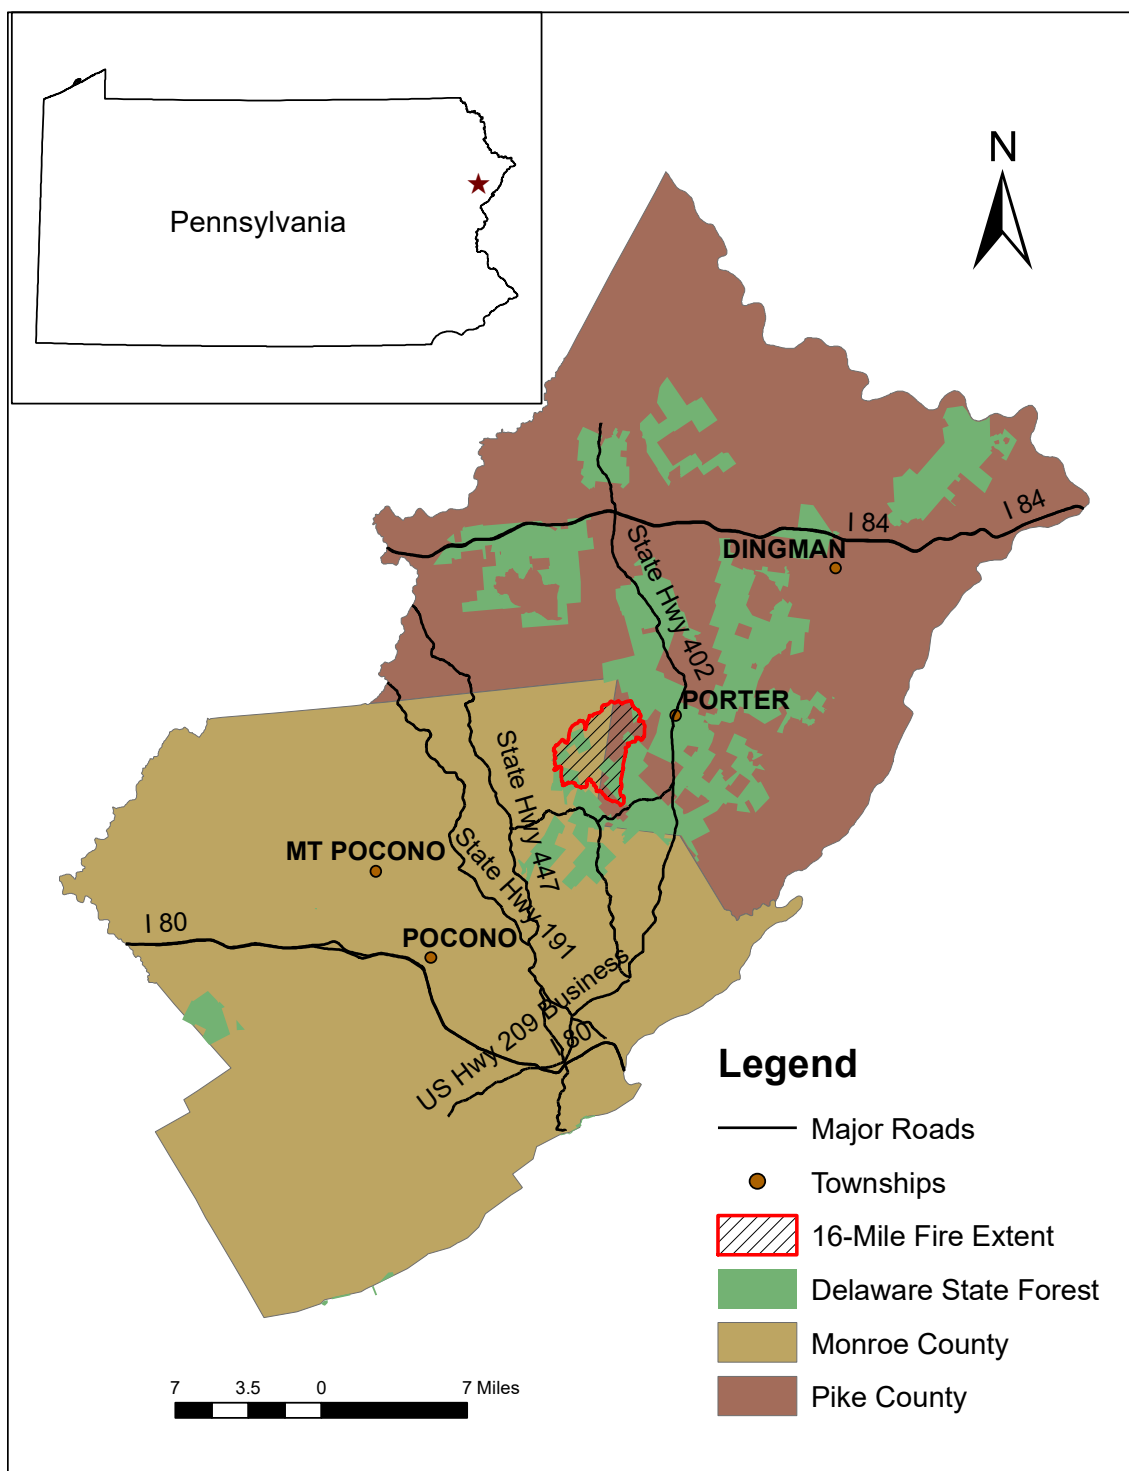 Pennsylvania
N
I 84
I 84
DINGMAN
State Hwy 402
PORTER
State Hwy 447
MT POCONO
State Hwy 191
I 80
POCONO
US Hwy 209 Business
I 80
Legend
Major Roads
Townships
16-Mile Fire Extent
Delaware State Forest
Monroe County
Pike County
7 3.5 0 7 Miles